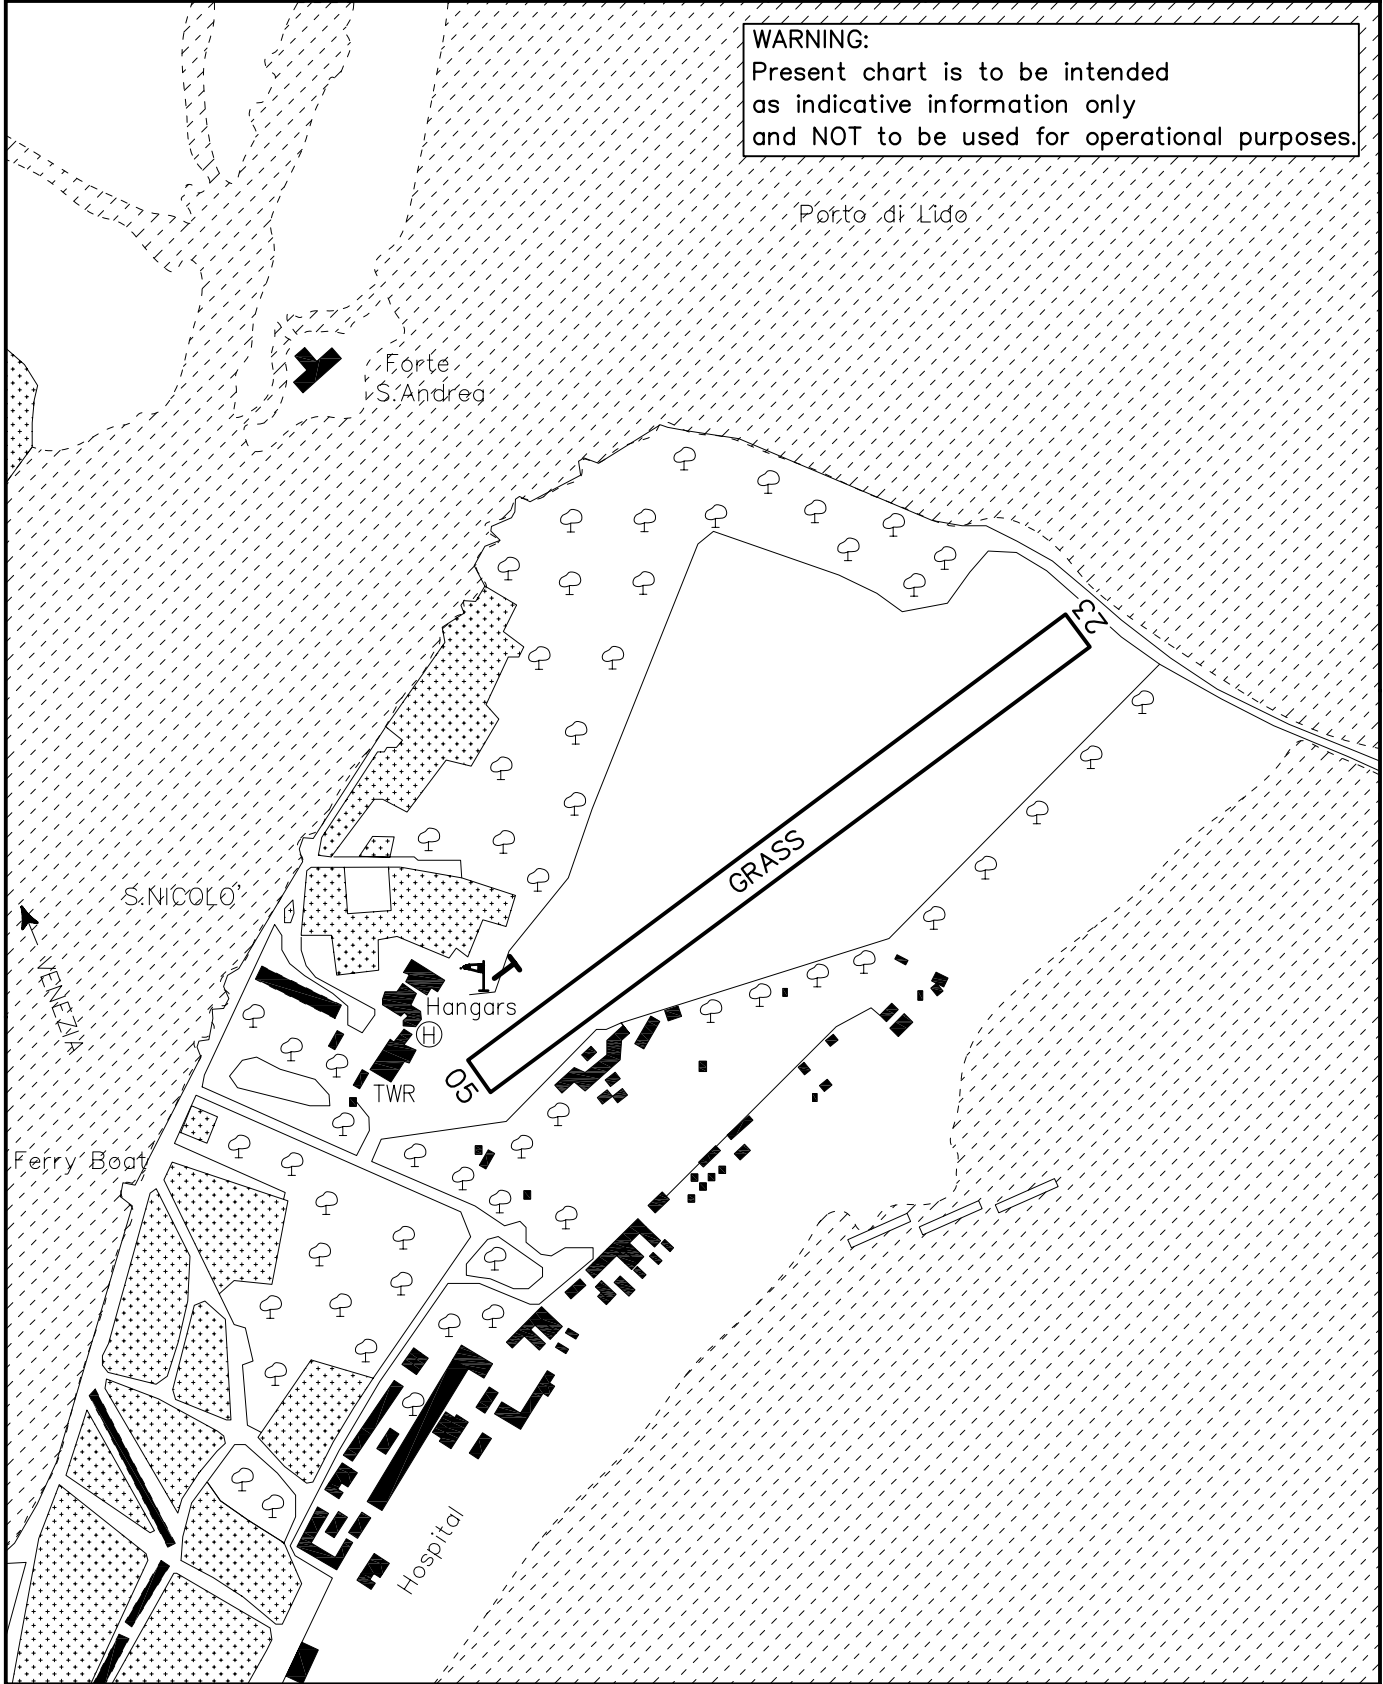 WARNING:
Present chart is to be intended
as indicative information only
and NOT to be used for operational purposes.
Porto di Lido
Forte
S.Andrea
23
GRASS
S.NICOLO'
VENEZIA
Hangars
H
TWR
05
Ferry Boat
Hospital